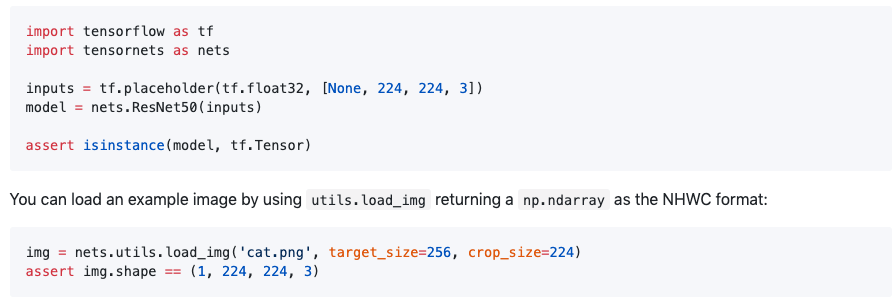 import tensorflow as tf
import tensornets as nets
inputs = tf.placeholder(tf.float32, [None, 224, 224, 3])
model = nets.ResNet50(inputs)
assert isinstance(model, tf.Tensor)
You can load an example image by using utils.load_img returning a np.ndarray as the NHWC format:
img = nets.utils.load_img('cat.png', target_size=256, crop_size=224)
assert img.shape == (1, 224, 224, 3)